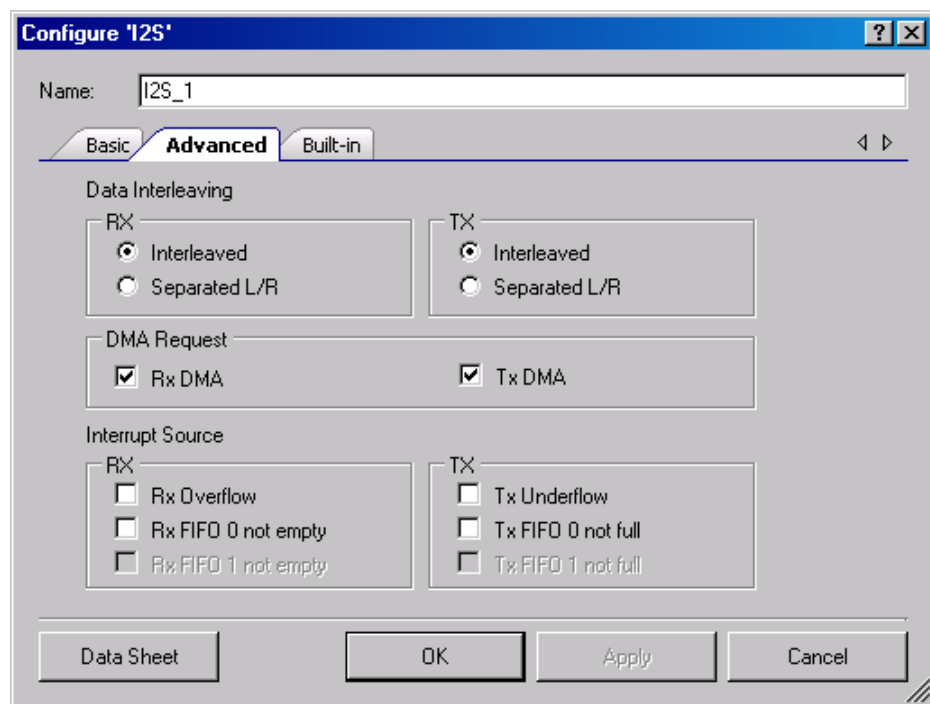 Configure 'I2S'
Name: I2S_1
Basic Advanced Built-in
Data Interleaving
RX TX
Interleaved Interleaved
Separated L/R Separated L/R
DMA Request
Rx DMA Tx DMA
Interrupt Source
RX TX
Rx Overflow Tx Underflow
Rx FIFO 0 not empty Tx FIFO 0 not full
Rx FIFO 1 not empty Tx FIFO 1 not full
Data Sheet OK Apply Cancel